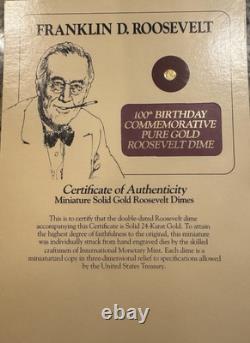 FRANKLIN D. ROOSEVELT
100th BIRTHDAY
COMMEMORATIVE
PURE GOLD
ROOSEVELT DIME
Certificate of Authenticity
Miniature Solid Gold Roosevelt Dimes
This is to certify that the double-dated Roosevelt dime
accompanying this Certificate is Solid 24-Karat Gold. To attain
the highest degree of faithfulness to the original, this miniature
was individually struck from hand engraved dies by the skilled
craftsmen of International Monetary Mint. Each dime is a
miniaturized copy in three-dimensional relief to specifications allowed
by the United States Treasury.